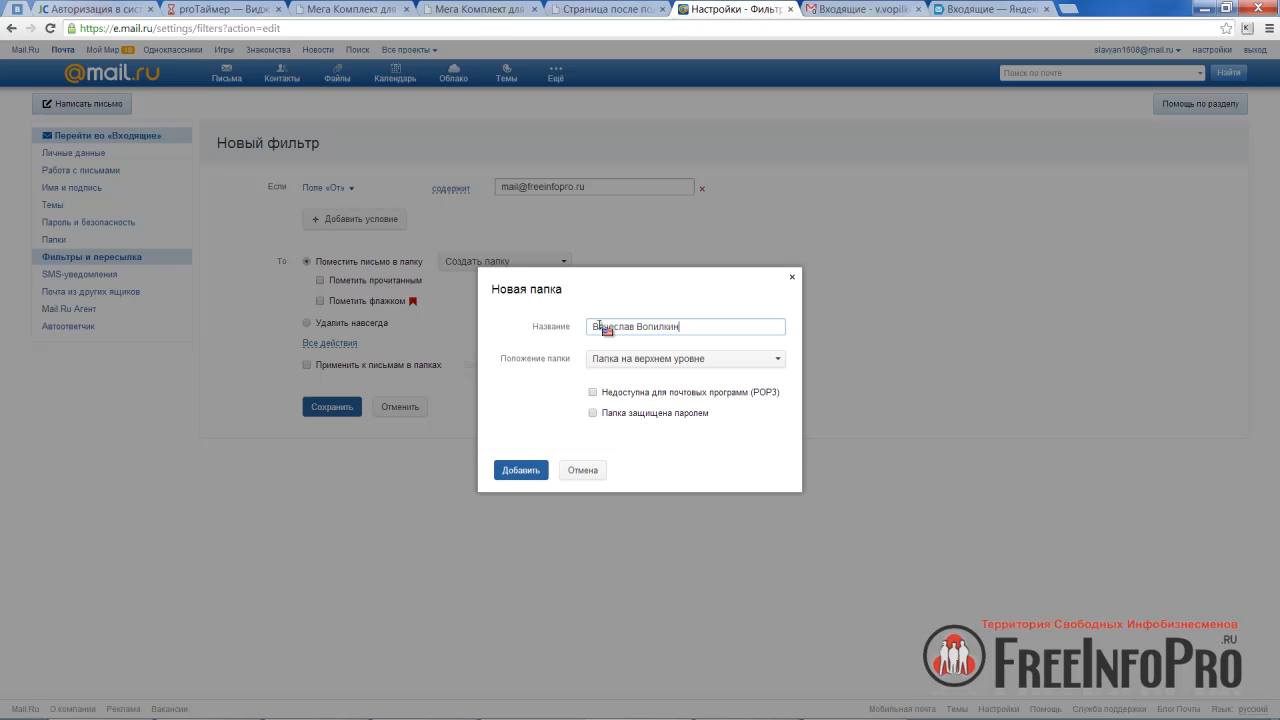 JC Авторизация в сист
proТаймер — Видж
Мега Комплект для
Мега Комплект для
Страница после по
Настройки - Фильт
Входящие - v.vopilk
Входящие — Яндек
https://e.mail.ru/settings/filters?action=edit
Mail.Ru Почта Мой Мир 18 Одноклассники Игры Знакомства Новости Поиск Все проекты
slavyan1608@mail.ru настройки выход
@mail.ru
Письма Контакты Файлы Календарь Облако Темы Ещё
Поиск по почте Найти
Написать письмо
Помощь по разделу
Перейти во «Входящие»
Личные данные
Работа с письмами
Имя и подпись
Темы
Пароль и безопасность
Папки
Фильтры и пересылка
SMS-уведомления
Почта из других ящиков
Mail.Ru Агент
Автоответчик
Новый фильтр
Если Поле «От» содержит mail@freeinfopro.ru
+ Добавить условие
То Поместить письмо в папку Создать папку
Пометить прочитанным
Пометить флажком
Удалить навсегда
Все действия
Применить к письмам в папках
Сохранить Отменить
Новая папка
Название Вячеслав Вопилкин
Положение папки Папка на верхнем уровне
Недоступна для почтовых программ (POP3)
Папка защищена паролем
Добавить Отмена
Территория Свободных Инфобизнесменов
FREEINFOPRO .RU
Mail.Ru О компании Реклама Вакансии
Мобильная почта Темы Настройки Помощь Служба поддержки Блог Почты Язык: русский